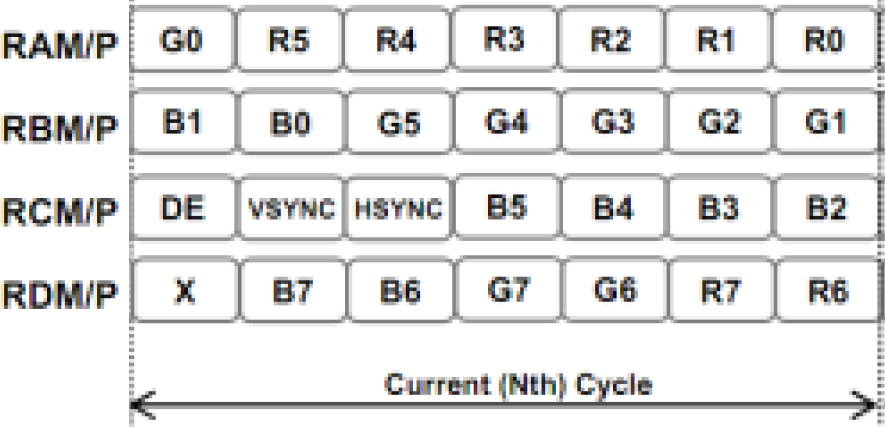 RAM/P G0 R5 R4 R3 R2 R1 R0
RBM/P B1 B0 G5 G4 G3 G2 G1
RCM/P DE VSYNC HSYNC B5 B4 B3 B2
RDM/P X B7 B6 G7 G6 R7 R6
Current (Nth) Cycle